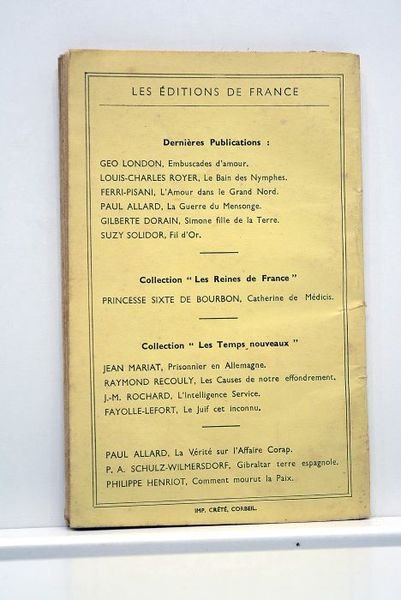 LES ÉDITIONS DE FRANCE
Dernières Publications :
GEO LONDON, Embuscades d'amour.
LOUIS-CHARLES ROYER, Le Bain des Nymphes.
FERRI-PISANI, L'Amour dans le Grand Nord.
PAUL ALLARD, La Guerre du Mensonge.
GILBERTE DORAIN, Simone fille de la Terre.
SUZY SOLIDOR, Fil d'Or.
Collection " Les Reines de France "
PRINCESSE SIXTE DE BOURBON, Catherine de Médicis.
Collection " Les Temps nouveaux "
JEAN MARIAT, Prisonnier en Allemagne.
RAYMOND RECOULY, Les Causes de notre effondrement.
J.-M. ROCHARD, L'Intelligence Service.
FAYOLLE-LEFORT, Le Juif cet inconnu.
PAUL ALLARD, La Vérité sur l'Affaire Corap.
P. A. SCHULZ-WILMERSDORF, Gibraltar terre espagnole.
PHILIPPE HENRIOT, Comment mourut la Paix.
IMP. CRÉTÉ, CORBEIL.